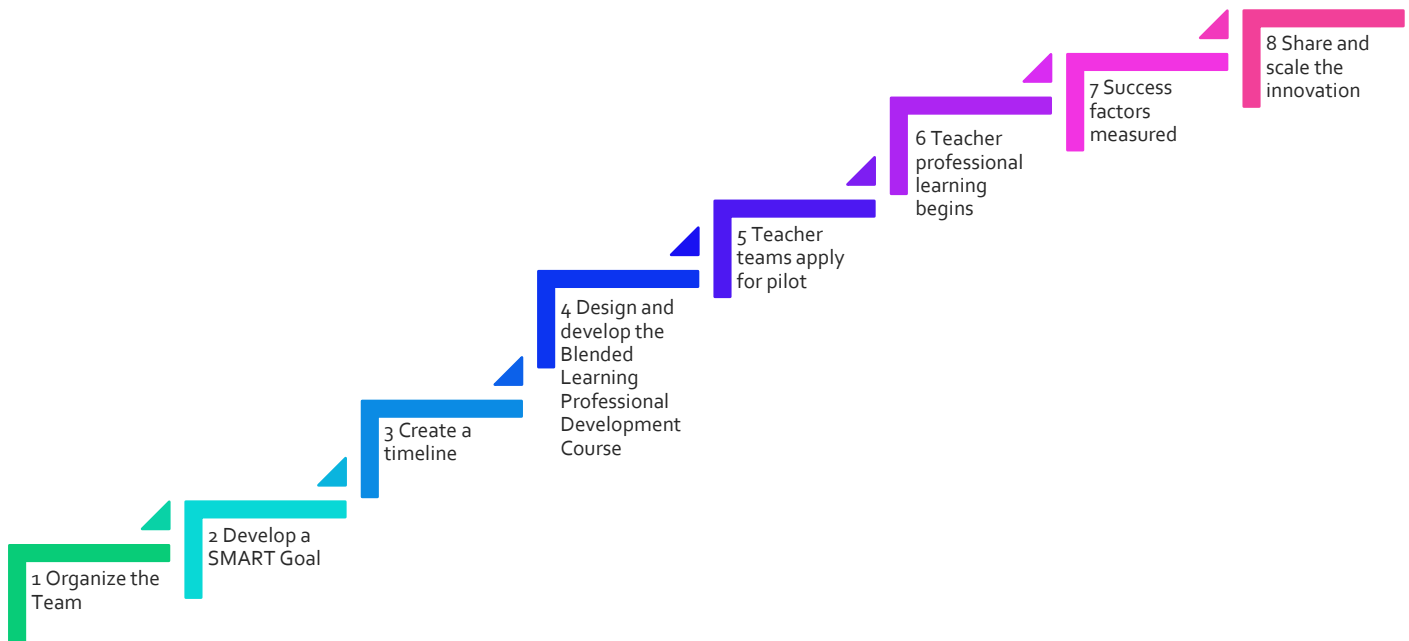 1 Organize the
Team
2 Develop a
SMART Goal
3 Create a
timeline
4 Design and
develop the
Blended
Learning
Professional
Development
Course
5 Teacher
teams apply
for pilot
6 Teacher
professional
learning
begins
7 Success
factors
measured
8 Share and
scale the
innovation